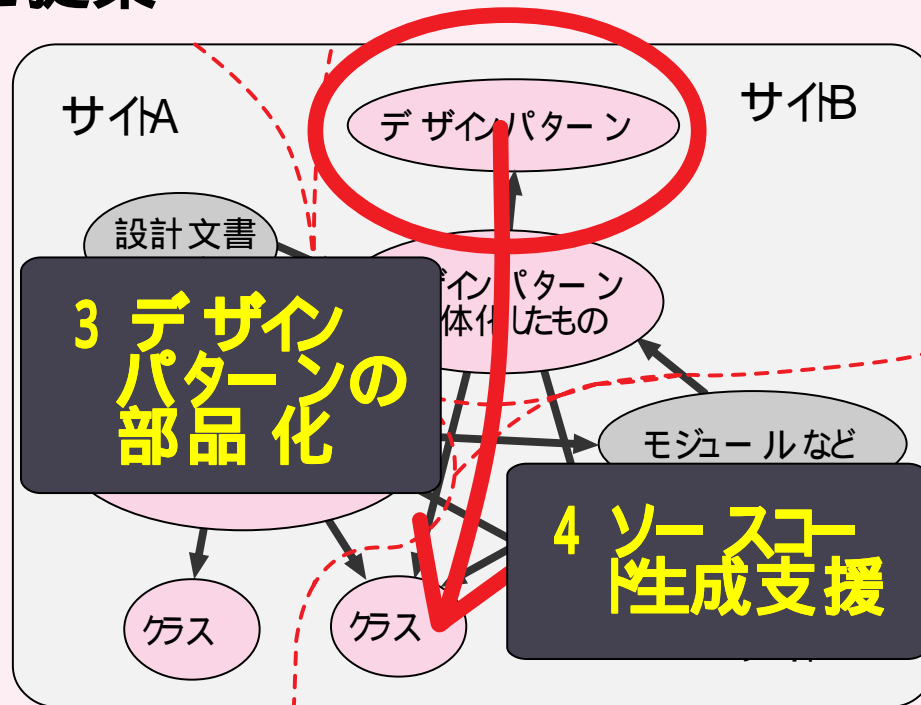 提案
サイトA
サイトB
デザインパターン
設計文書
インパターン
体化したもの
3 デザイン
パターンの
部品化
モジュールなど
4 ソースコー
ド生成支援
クラス
クラス